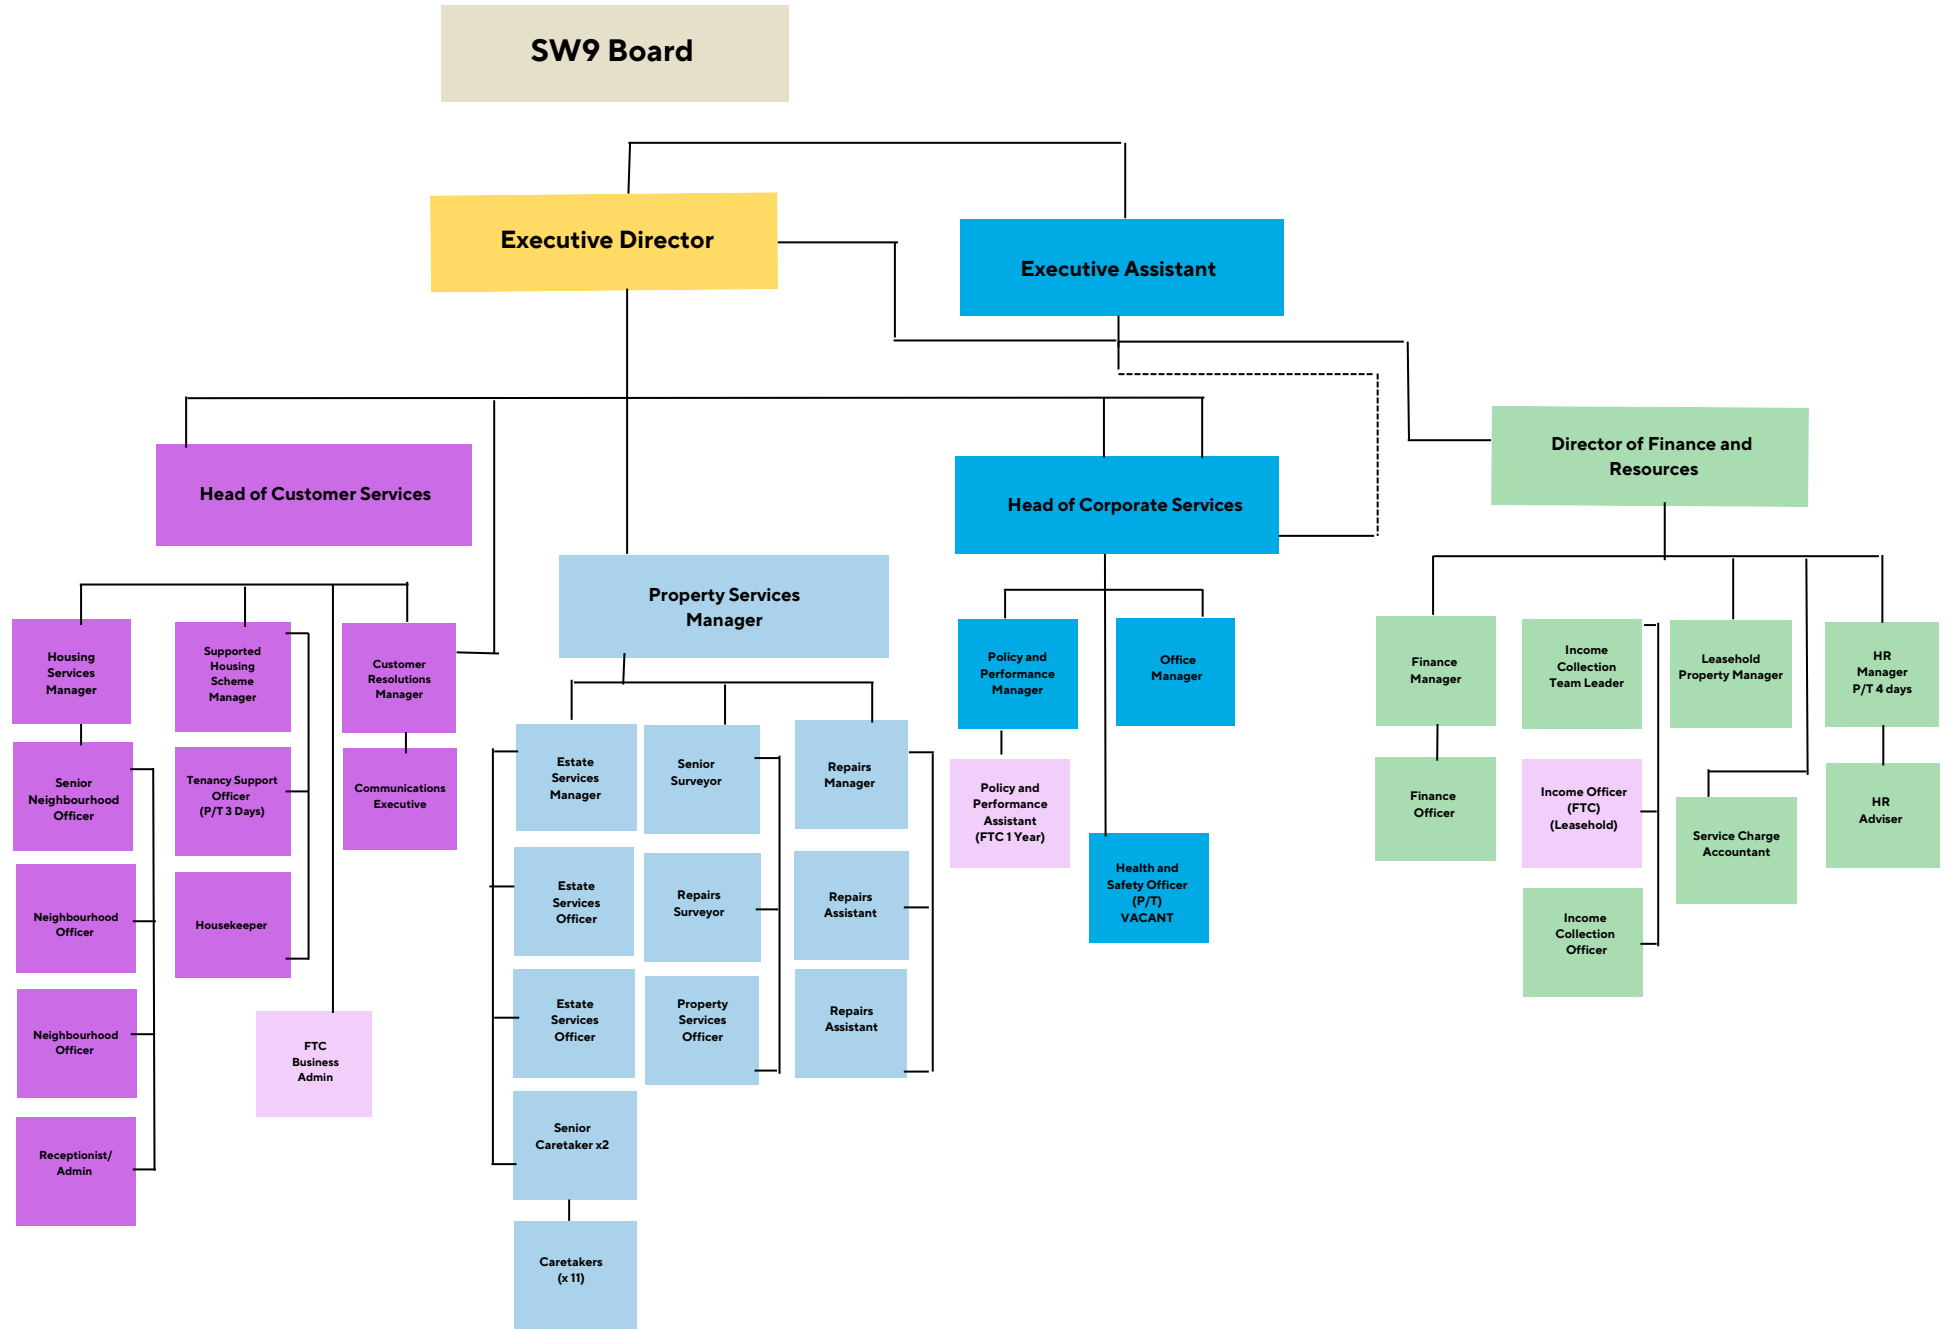 SW9 Board
Executive Director
Executive Assistant
Head of Customer Services
Head of Corporate Services
Director of Finance and
Resources
Property Services
Manager
Housing
Services
Manager
Supported
Housing
Scheme
Manager
Customer
Resolutions
Manager
Senior
Neighbourhood
Officer
Tenancy Support
Officer
(P/T 3 Days)
Communications
Executive
Neighbourhood
Officer
Housekeeper
Neighbourhood
Officer
FTC
Business
Admin
Receptionist/
Admin
Estate
Services
Manager
Senior
Surveyor
Repairs
Manager
Estate
Services
Officer
Repairs
Surveyor
Repairs
Assistant
Estate
Services
Officer
Property
Services
Officer
Repairs
Assistant
Senior
Caretaker x2
Caretakers
(x 11)
Policy and
Performance
Manager
Office
Manager
Policy and
Performance
Assistant
(FTC 1 Year)
Health and
Safety Officer
(P/T)
VACANT
Finance
Manager
Income
Collection
Team Leader
Leasehold
Property Manager
HR
Manager
P/T 4 days
Finance
Officer
Income Officer
(FTC)
(Leasehold)
Service Charge
Accountant
HR
Adviser
Income
Collection
Officer